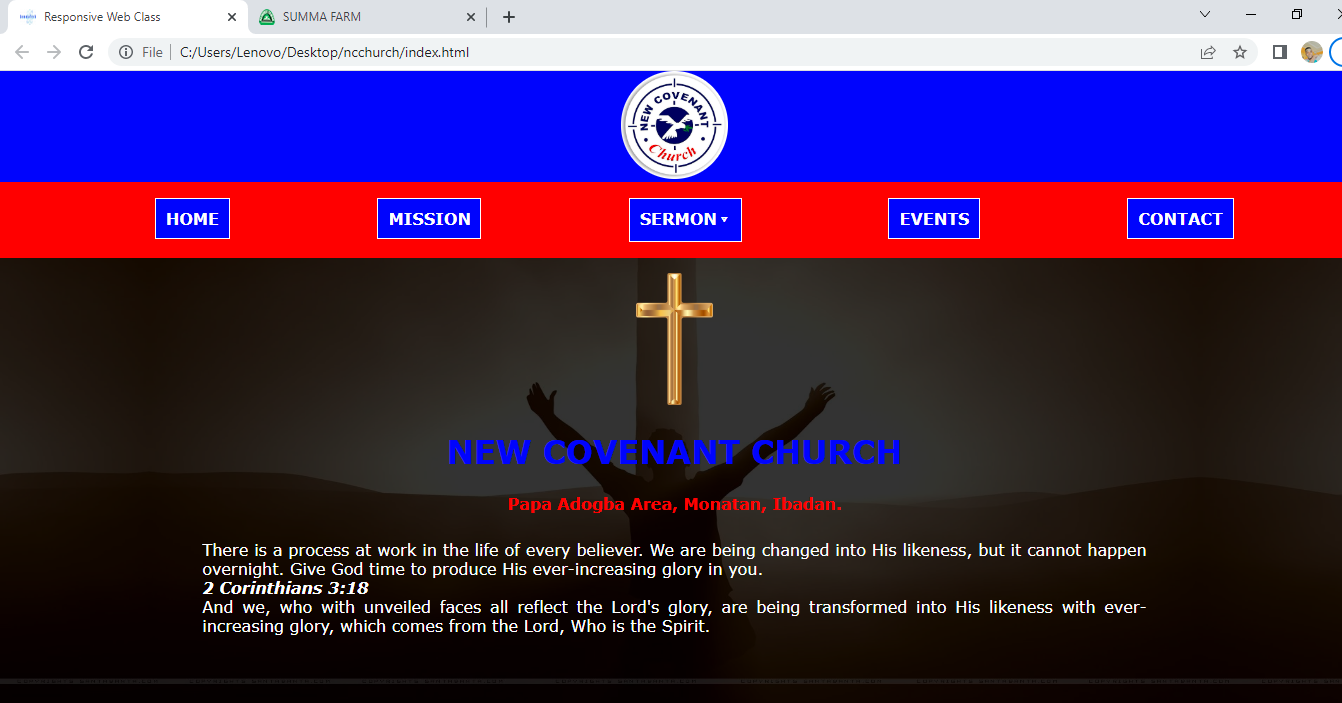 Responsive Web Class
SUMMA FARM
File
C:/Users/Lenovo/Desktop/ncchurch/index.html
NEW COVENANT
Church
HOME
MISSION
SERMON
EVENTS
CONTACT
NEW COVENANT CHURCH
Papa Adogba Area, Monatan, Ibadan.
There is a process at work in the life of every believer. We are being changed into His likeness, but it cannot happen
overnight. Give God time to produce His ever-increasing glory in you.
2 Corinthians 3:18
And we, who with unveiled faces all reflect the Lord's glory, are being transformed into His likeness with ever-
increasing glory, which comes from the Lord, Who is the Spirit.